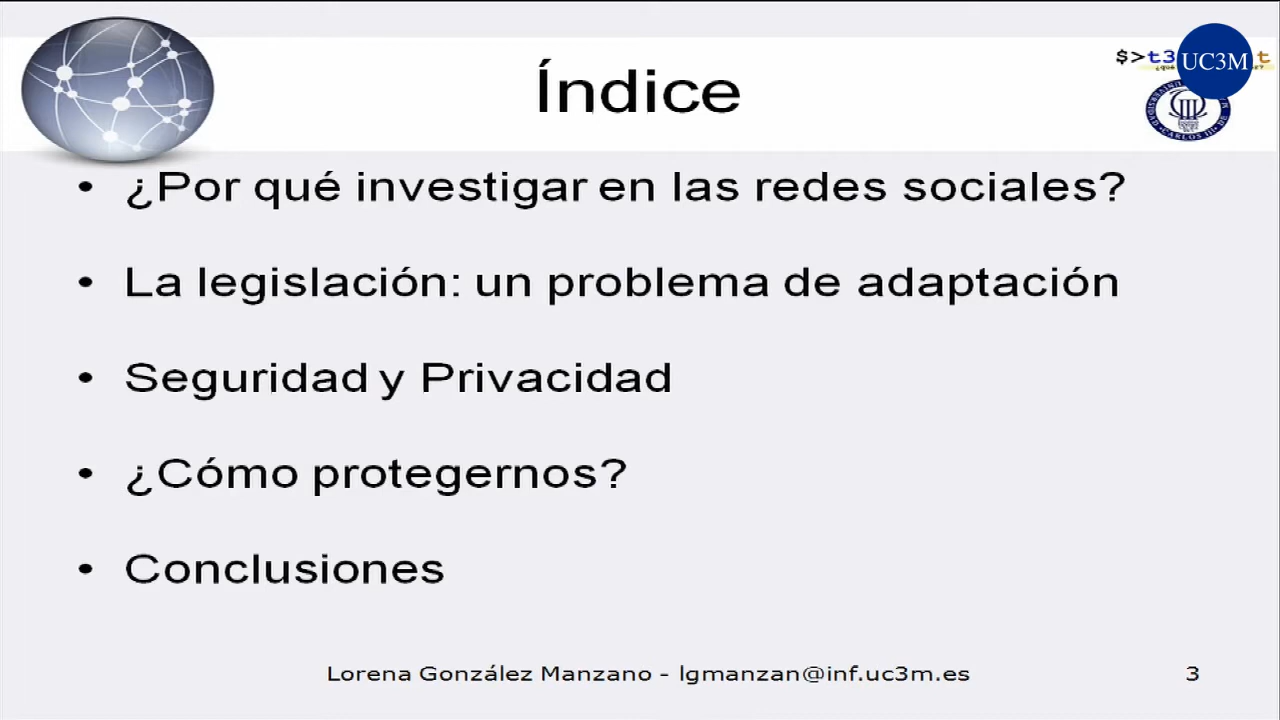 Índice
UC3M
• ¿Por qué investigar en las redes sociales?
• La legislación: un problema de adaptación
• Seguridad y Privacidad
• ¿Cómo protegernos?
• Conclusiones
Lorena González Manzano - lgmanzan@inf.uc3m.es
3